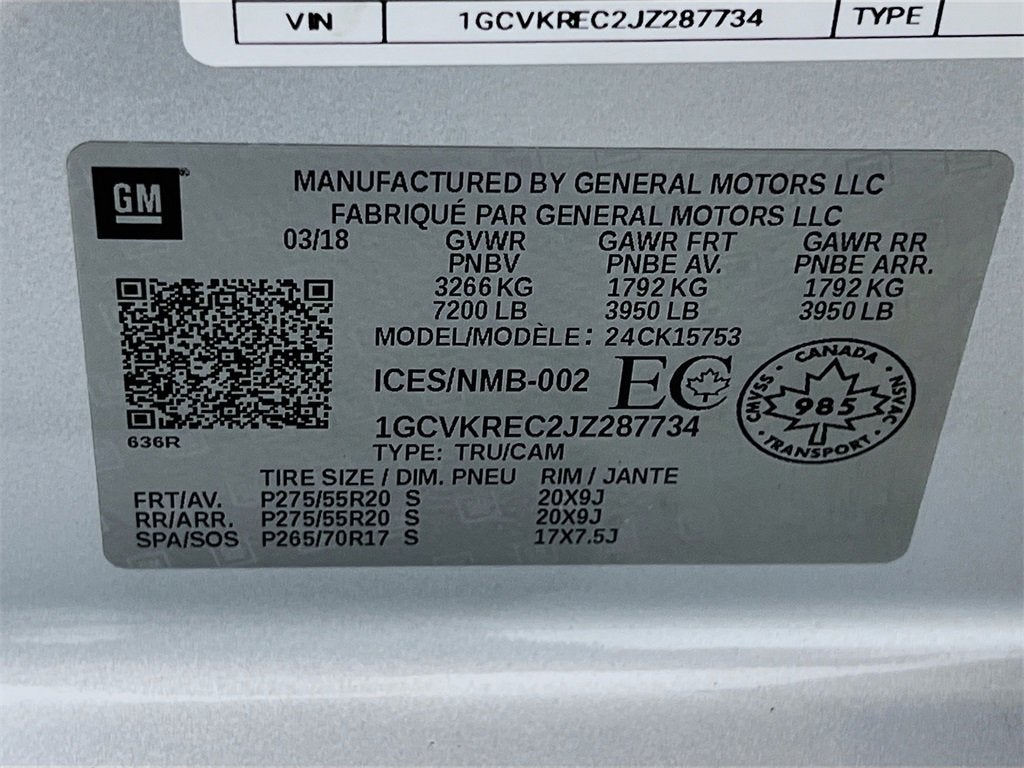 VIN 1GCVKREC2JZ287734 TYPE
GM
MANUFACTURED BY GENERAL MOTORS LLC
FABRIQUÉ PAR GENERAL MOTORS LLC
03/18 GVWR GAWR FRT GAWR RR
PNBV PNBE AV. PNBE ARR.
3266 KG 1792 KG 1792 KG
7200 LB 3950 LB 3950 LB
MODEL/MODÈLE: 24CK15753
ICES/NMB-002 EC
CANADA
CMVSS 985 NSVAC
TRANSPORT
1GCVKREC2JZ287734
636R
TYPE: TRU/CAM
TIRE SIZE / DIM. PNEU RIM / JANTE
FRT/AV. P275/55R20 S 20X9J
RR/ARR. P275/55R20 S 20X9J
SPA/SOS P265/70R17 S 17X7.5J